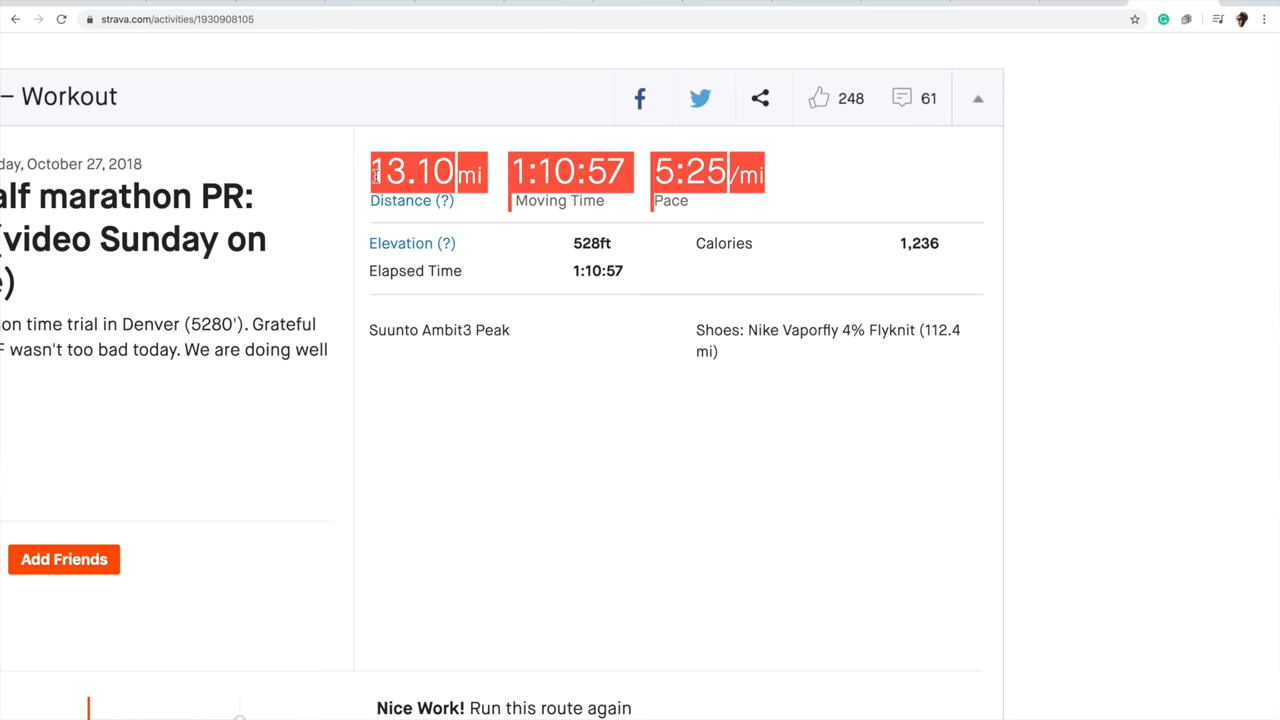 strava.com/activities/1930908105
– Workout
248
61
day, October 27, 2018
alf marathon PR:
(video Sunday on
e)
on time trial in Denver (5280'). Grateful
F wasn't too bad today. We are doing well
Add Friends
13.10mi 1:10:57 5:25/mi
Distance (?) Moving Time Pace
Elevation (?) 528ft Calories 1,236
Elapsed Time 1:10:57
Suunto Ambit3 Peak
Shoes: Nike Vaporfly 4% Flyknit (112.4
mi)
Nice Work! Run this route again